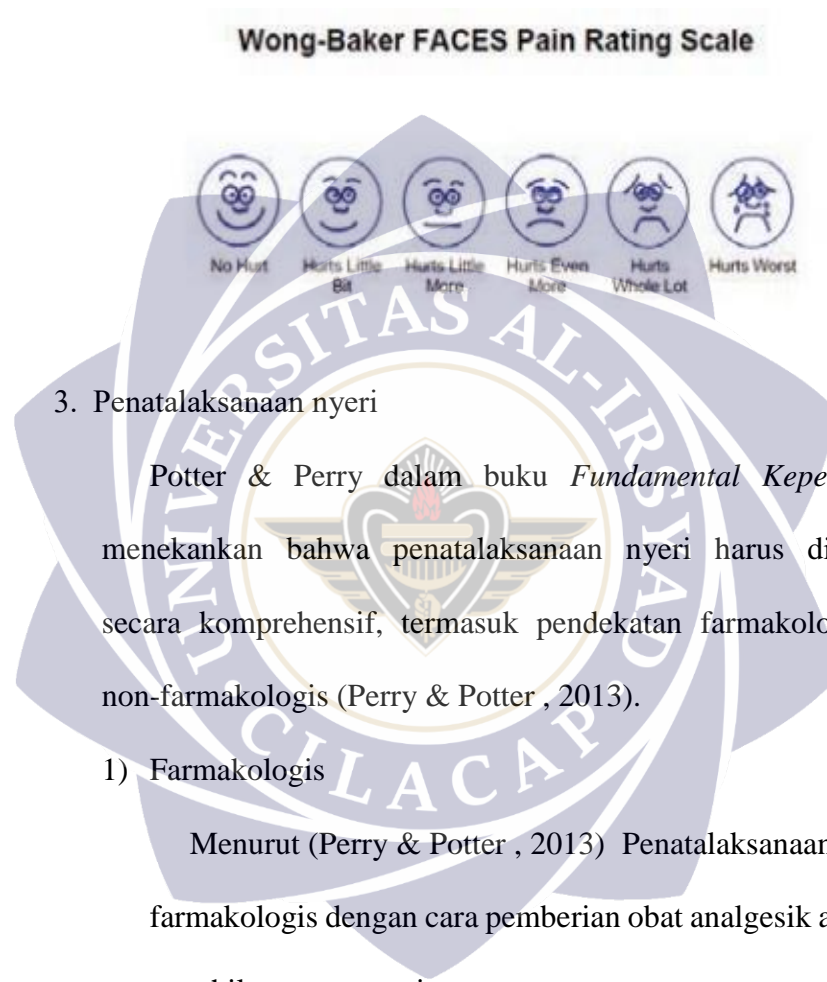 Wong-Baker FACES Pain Rating Scale
No Hurt
Hurts Little Bit
Hurts Little More
Hurts Even More
Hurts Whole Lot
Hurts Worst
UNIVERSITAS AL-IRSYAD
CILACAP
3. Penatalaksanaan nyeri
Potter & Perry dalam buku Fundamental Kepe
menekankan bahwa penatalaksanaan nyeri harus di
secara komprehensif, termasuk pendekatan farmakolo
non-farmakologis (Perry & Potter , 2013).
1) Farmakologis
Menurut (Perry & Potter , 2013) Penatalaksanaan
farmakologis dengan cara pemberian obat analgesik a